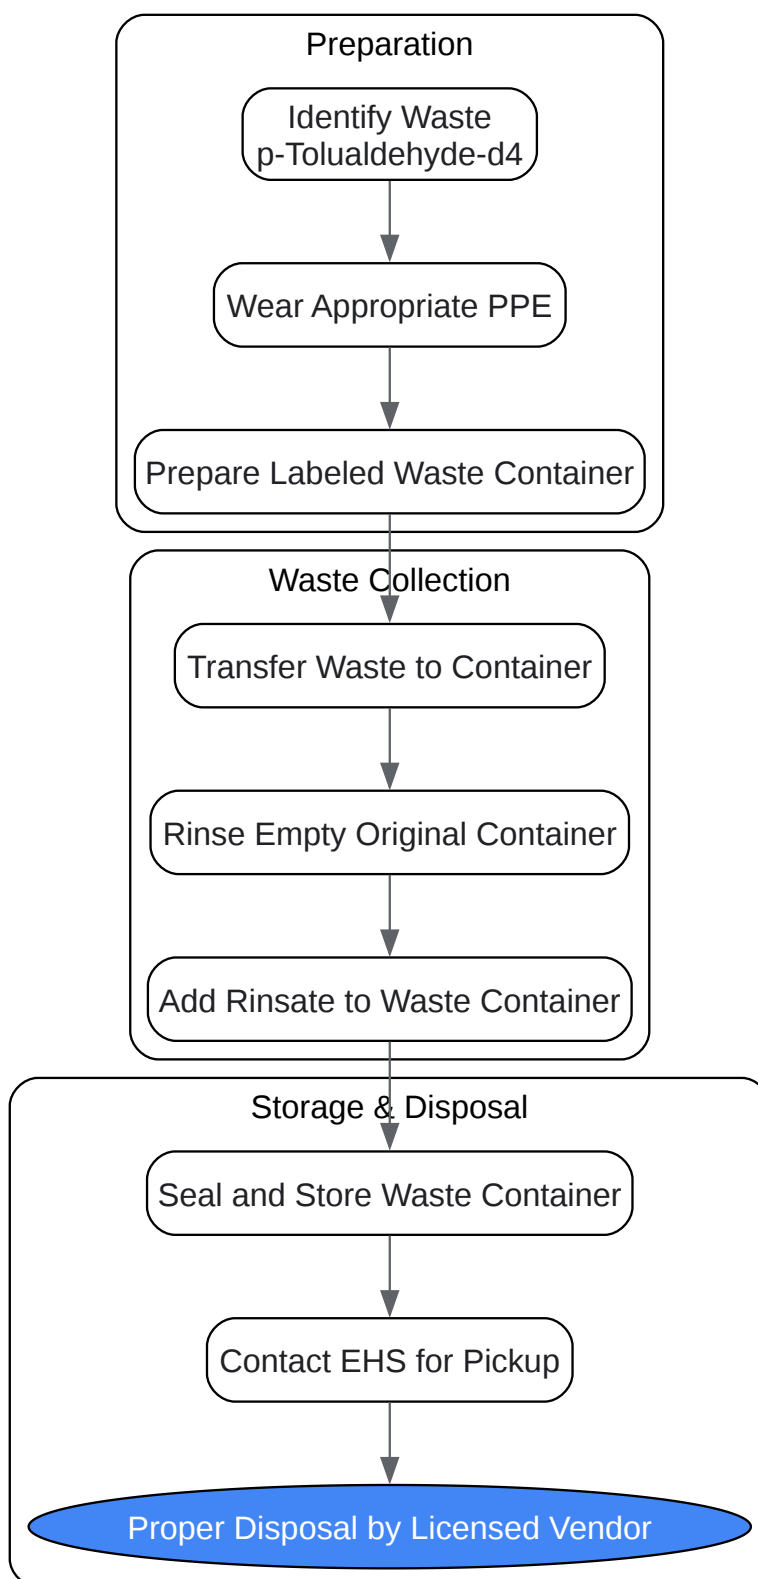 Preparation
Identify Waste
p-Tolualdehyde-d4
Wear Appropriate PPE
Prepare Labeled Waste Container
Waste Collection
Transfer Waste to Container
Rinse Empty Original Container
Add Rinsate to Waste Container
Storage & Disposal
Seal and Store Waste Container
Contact EHS for Pickup
Proper Disposal by Licensed Vendor